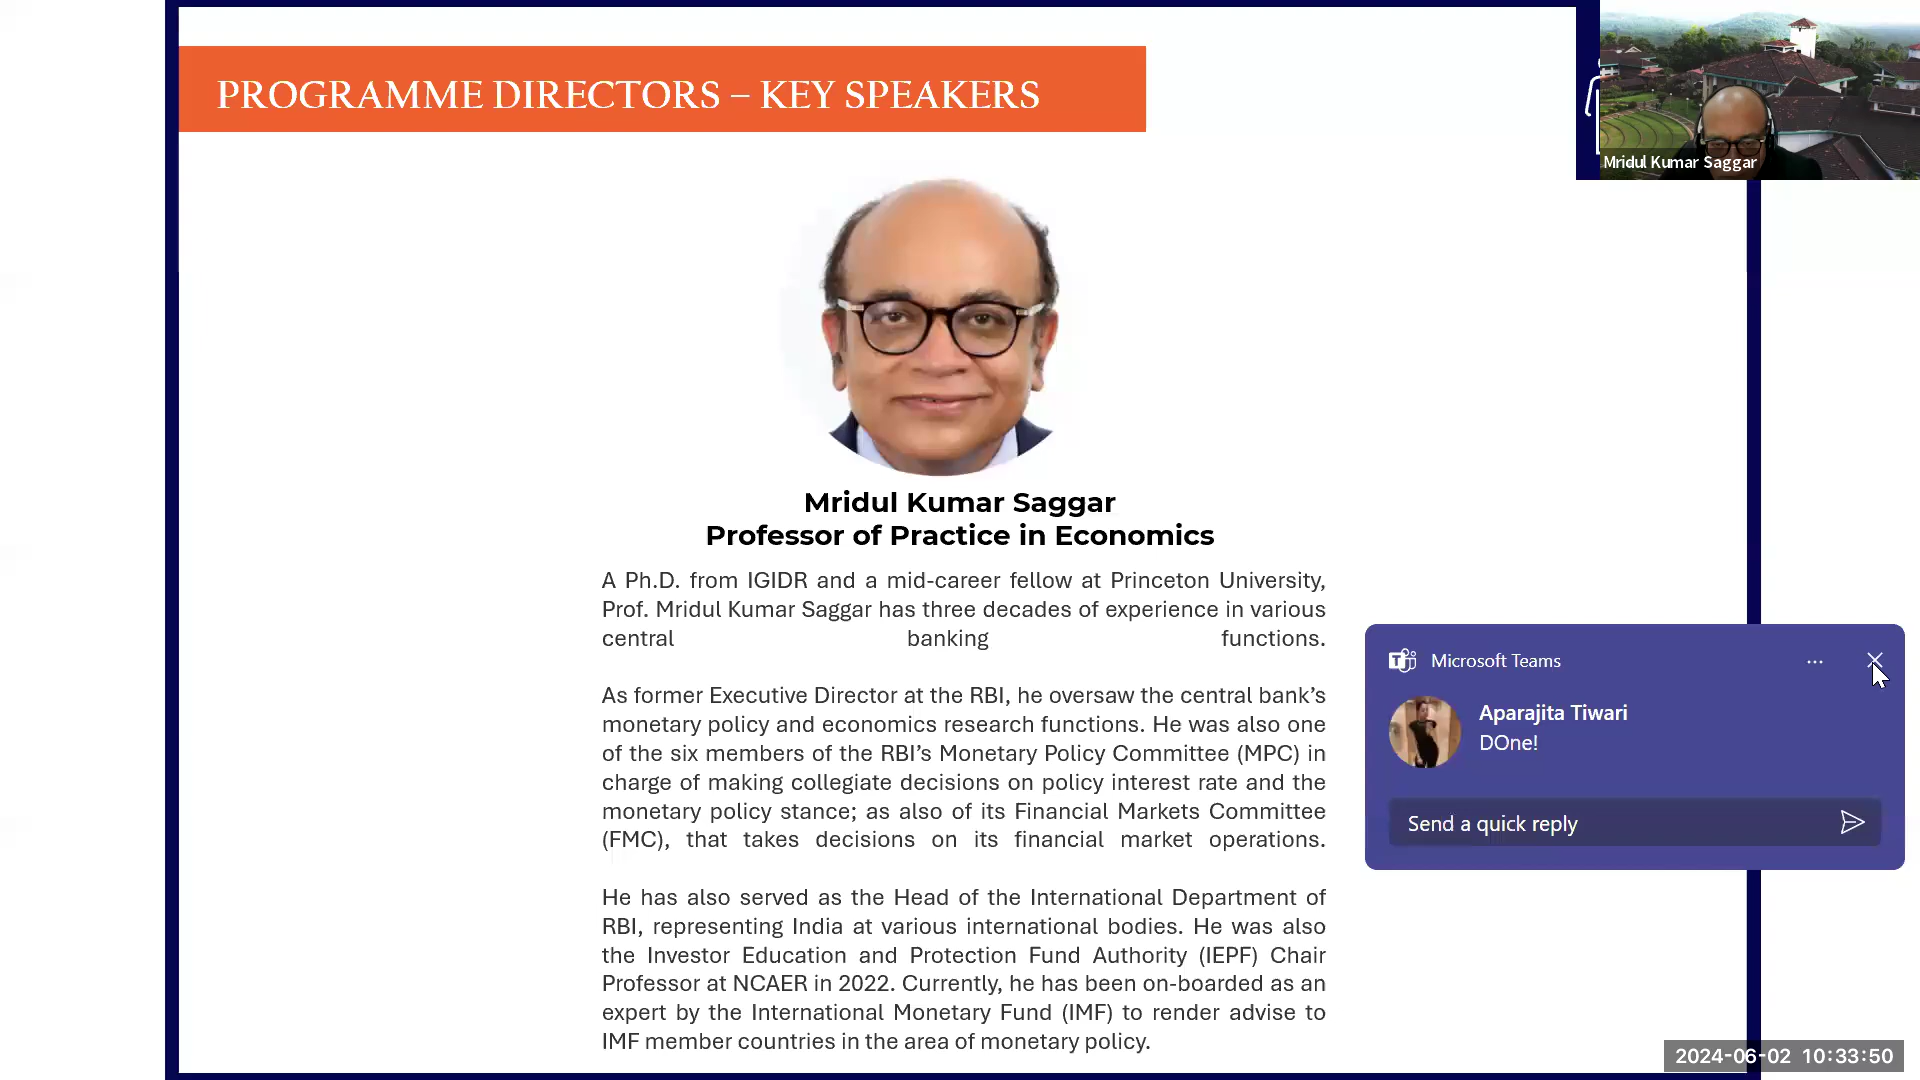 PROGRAMME DIRECTORS – KEY SPEAKERS
Mridul Kumar Saggar
Mridul Kumar Saggar
Professor of Practice in Economics
A Ph.D. from IGIDR and a mid-career fellow at Princeton University,
Prof. Mridul Kumar Saggar has three decades of experience in various
central banking functions.
As former Executive Director at the RBI, he oversaw the central bank’s
monetary policy and economics research functions. He was also one
of the six members of the RBI’s Monetary Policy Committee (MPC) in
charge of making collegiate decisions on policy interest rate and the
monetary policy stance; as also of its Financial Markets Committee
(FMC), that takes decisions on its financial market operations.
He has also served as the Head of the International Department of
RBI, representing India at various international bodies. He was also
the Investor Education and Protection Fund Authority (IEPF) Chair
Professor at NCAER in 2022. Currently, he has been on-boarded as an
expert by the International Monetary Fund (IMF) to render advise to
IMF member countries in the area of monetary policy.
Microsoft Teams
Aparajita Tiwari
DOne!
Send a quick reply
2024-06-02 10:33:50